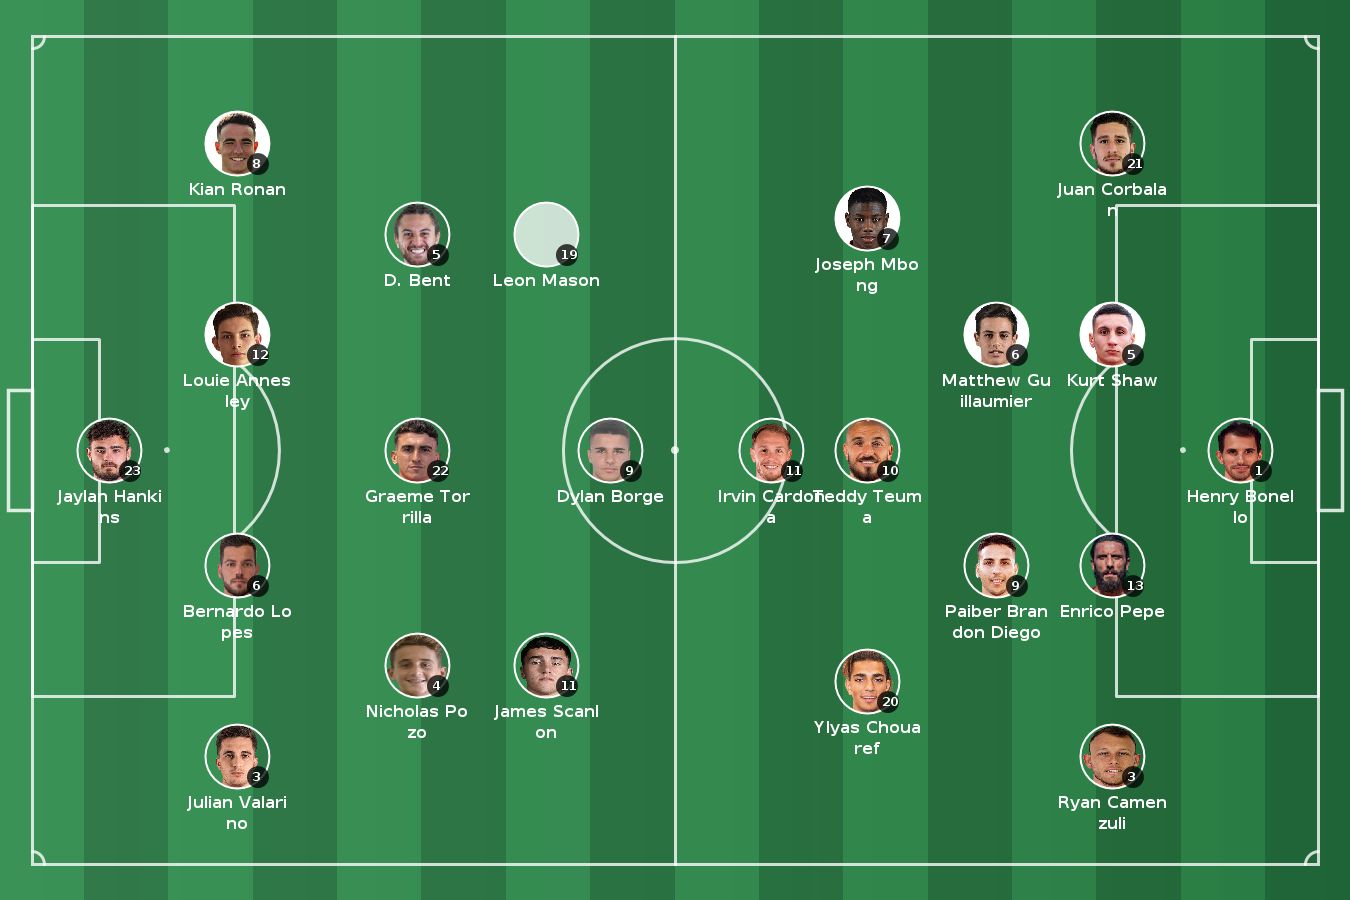 8
Kian Ronan
21
Juan Corbala
n
5
D. Bent
19
Leon Mason
7
Joseph Mbo
ng
12
Louie Annes
ley
6
Matthew Gu
illaumier
5
Kurt Shaw
23
Jaylan Hanki
ns
22
Graeme Tor
rilla
9
Dylan Borge
11
Irvin Cardon
a
10
Teddy Teum
a
1
Henry Bonel
lo
6
Bernardo Lo
pes
9
Paiber Bran
don Diego
13
Enrico Pepe
4
Nicholas Po
zo
11
James Scanl
on
20
Ylyas Choua
ref
3
Julian Valari
no
3
Ryan Camen
zuli